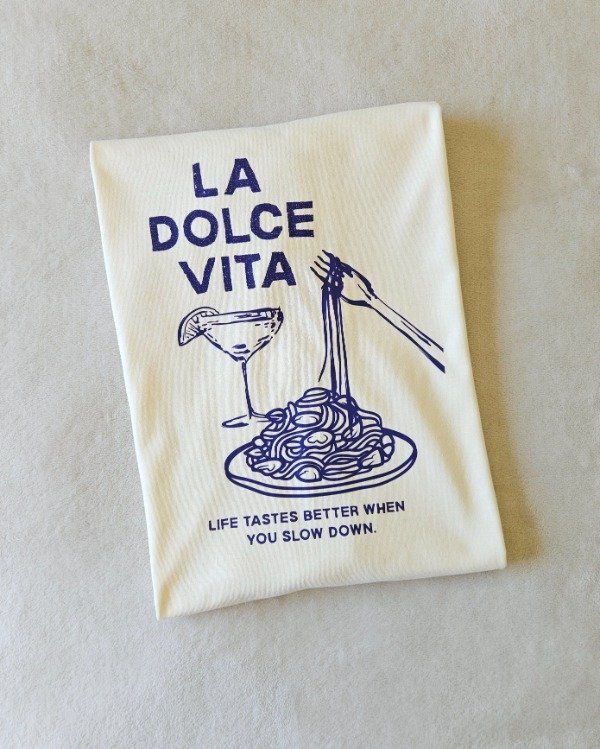 LA
DOLCE
VITA
LIFE TASTES BETTER WHEN
YOU SLOW DOWN.